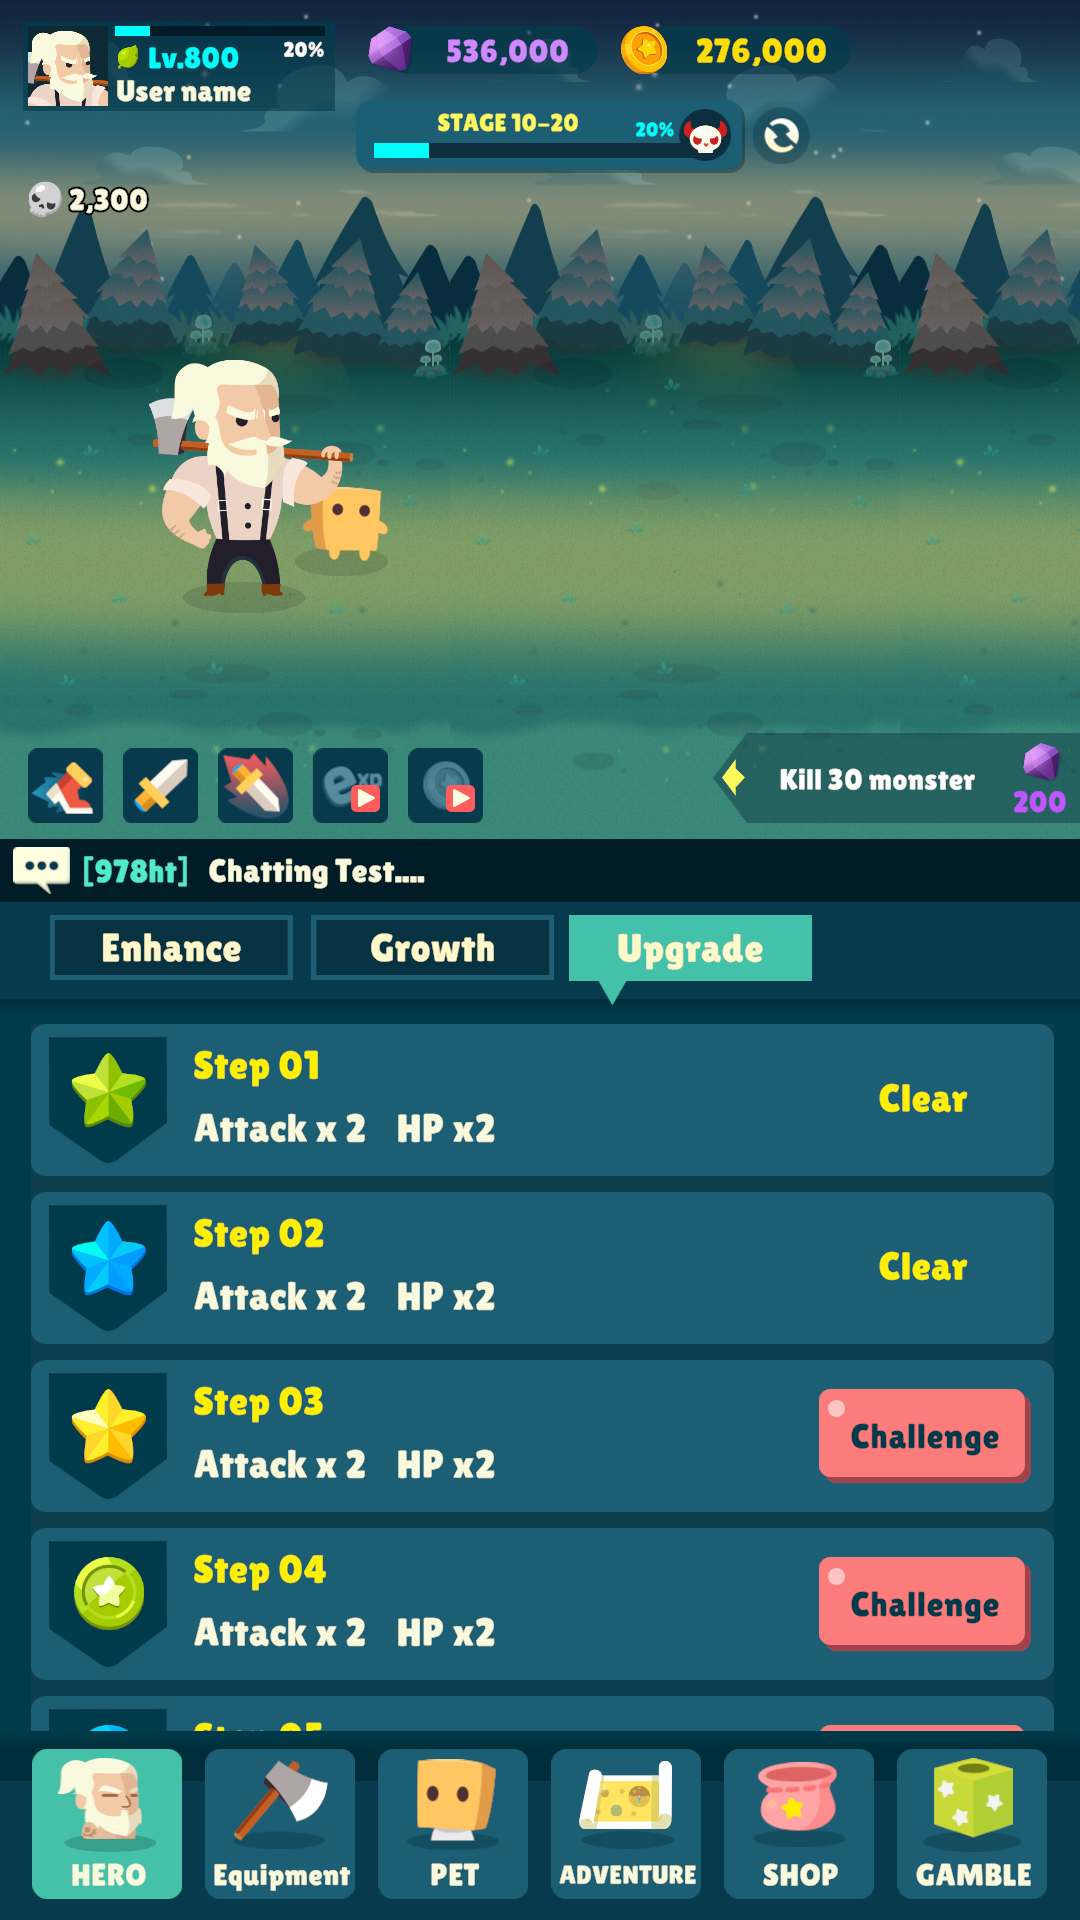 Lv.800
20%
User name
536,000
276,000
STAGE 10-20
20%
2,300
exp
Kill 30 monster
200
[978ht] Chatting Test....
Enhance
Growth
Upgrade
Step 01
Attack x 2 HP x2
Clear
Step 02
Attack x 2 HP x2
Clear
Step 03
Attack x 2 HP x2
Challenge
Step 04
Attack x 2 HP x2
Challenge
Step 05
HERO
Equipment
PET
ADVENTURE
SHOP
GAMBLE